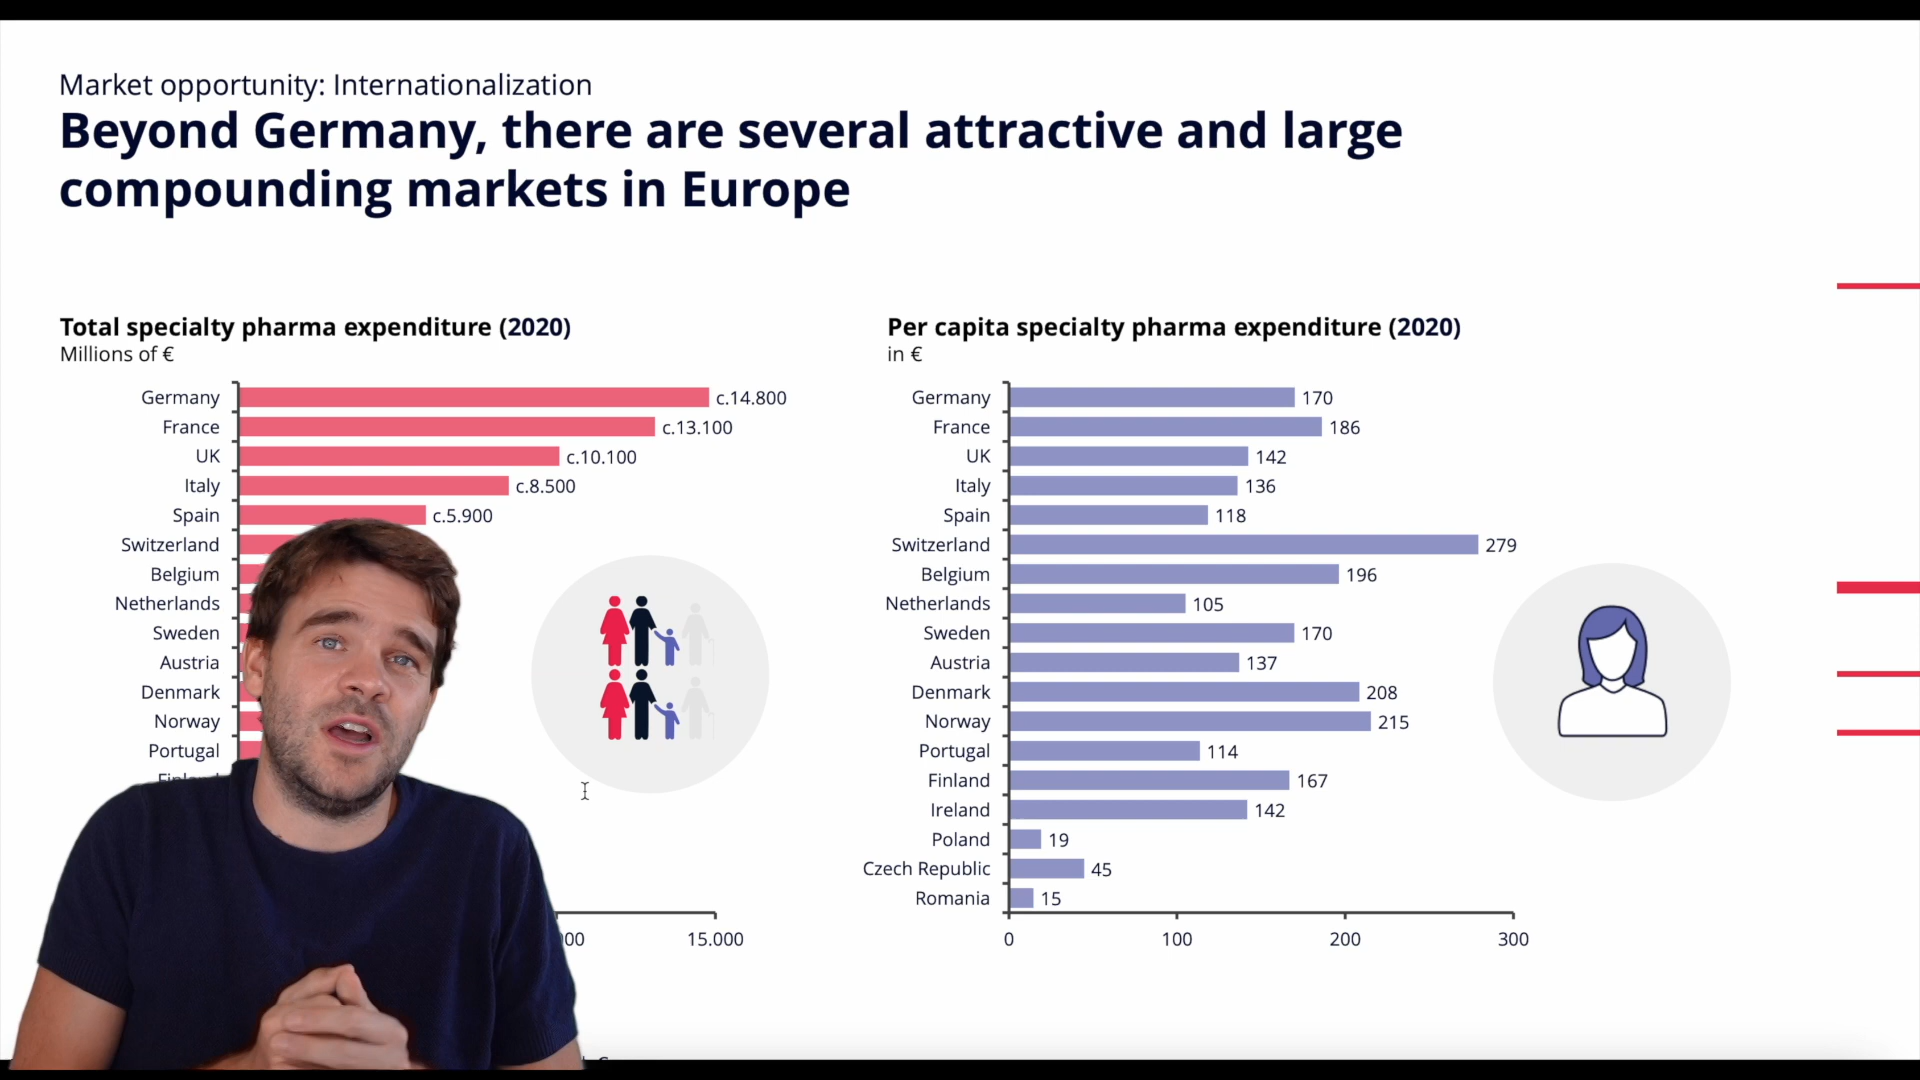 Market opportunity: Internationalization
Beyond Germany, there are several attractive and large
compounding markets in Europe
Total specialty pharma expenditure (2020)
Millions of €
Germany c.14.800
France c.13.100
UK c.10.100
Italy c.8.500
Spain c.5.900
Switzerland
Belgium
Netherlands
Sweden
Austria
Denmark
Norway
Portugal
15.000
Per capita specialty pharma expenditure (2020)
in €
Germany 170
France 186
UK 142
Italy 136
Spain 118
Switzerland 279
Belgium 196
Netherlands 105
Sweden 170
Austria 137
Denmark 208
Norway 215
Portugal 114
Finland 167
Ireland 142
Poland 19
Czech Republic 45
Romania 15
0 100 200 300